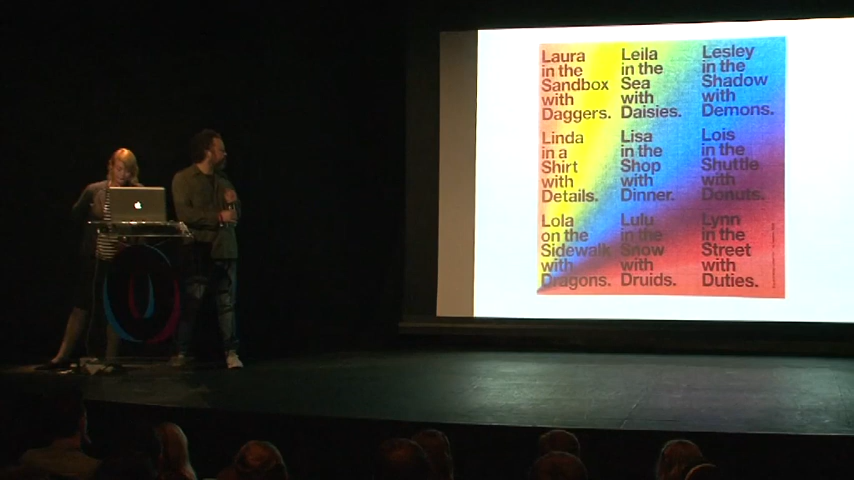 Laura
in the
Sandbox
with
Daggers.
Leila
in the
Sea
with
Daisies.
Lesley
in the
Shadow
with
Demons.
Linda
in a
Shirt
with
Details.
Lisa
in the
Shop
with
Dinner.
Lois
in the
Shuttle
with
Donuts.
Lola
on the
Sidewalk
with
Dragons.
Lulu
in the
Snow
with
Druids.
Lynn
in the
Street
with
Duties.